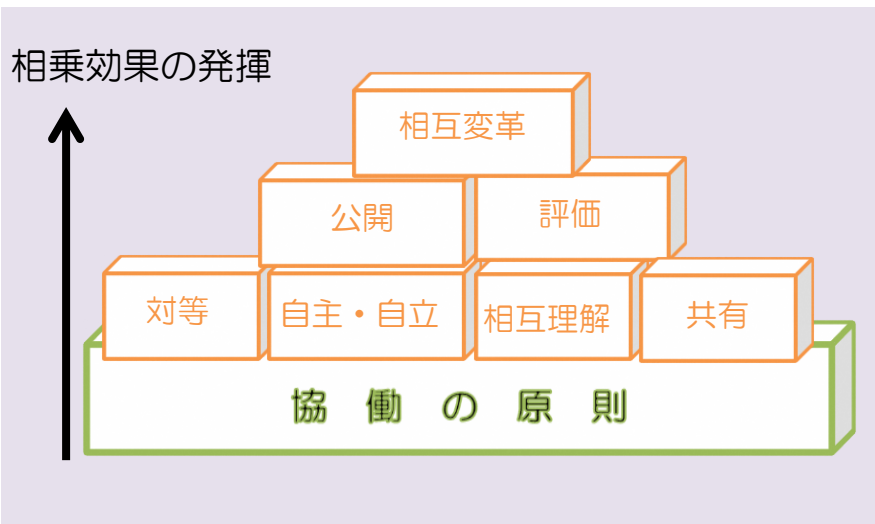 相乗効果の発揮
相互変革
公開
評価
対等
自主・自立
相互理解
共有
協働の原則